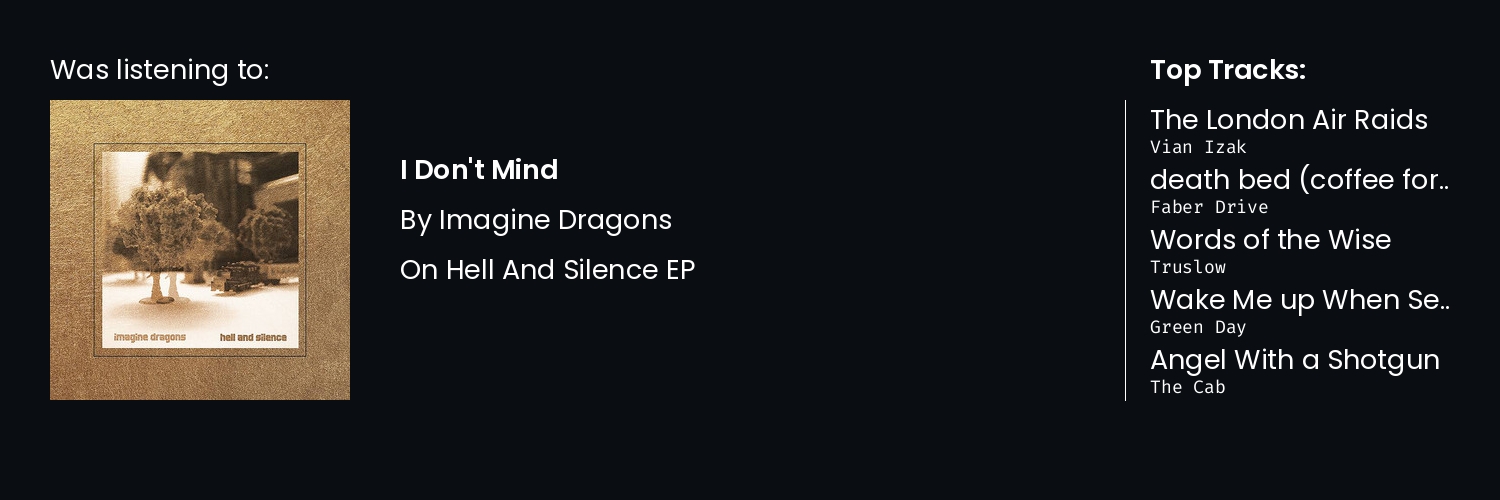 Was listening to:
imagine dragons
hell and silence
I Don't Mind
By Imagine Dragons
On Hell And Silence EP
Top Tracks:
The London Air Raids
Vian Izak
death bed (coffee for..
Faber Drive
Words of the Wise
Truslow
Wake Me up When Se..
Green Day
Angel With a Shotgun
The Cab